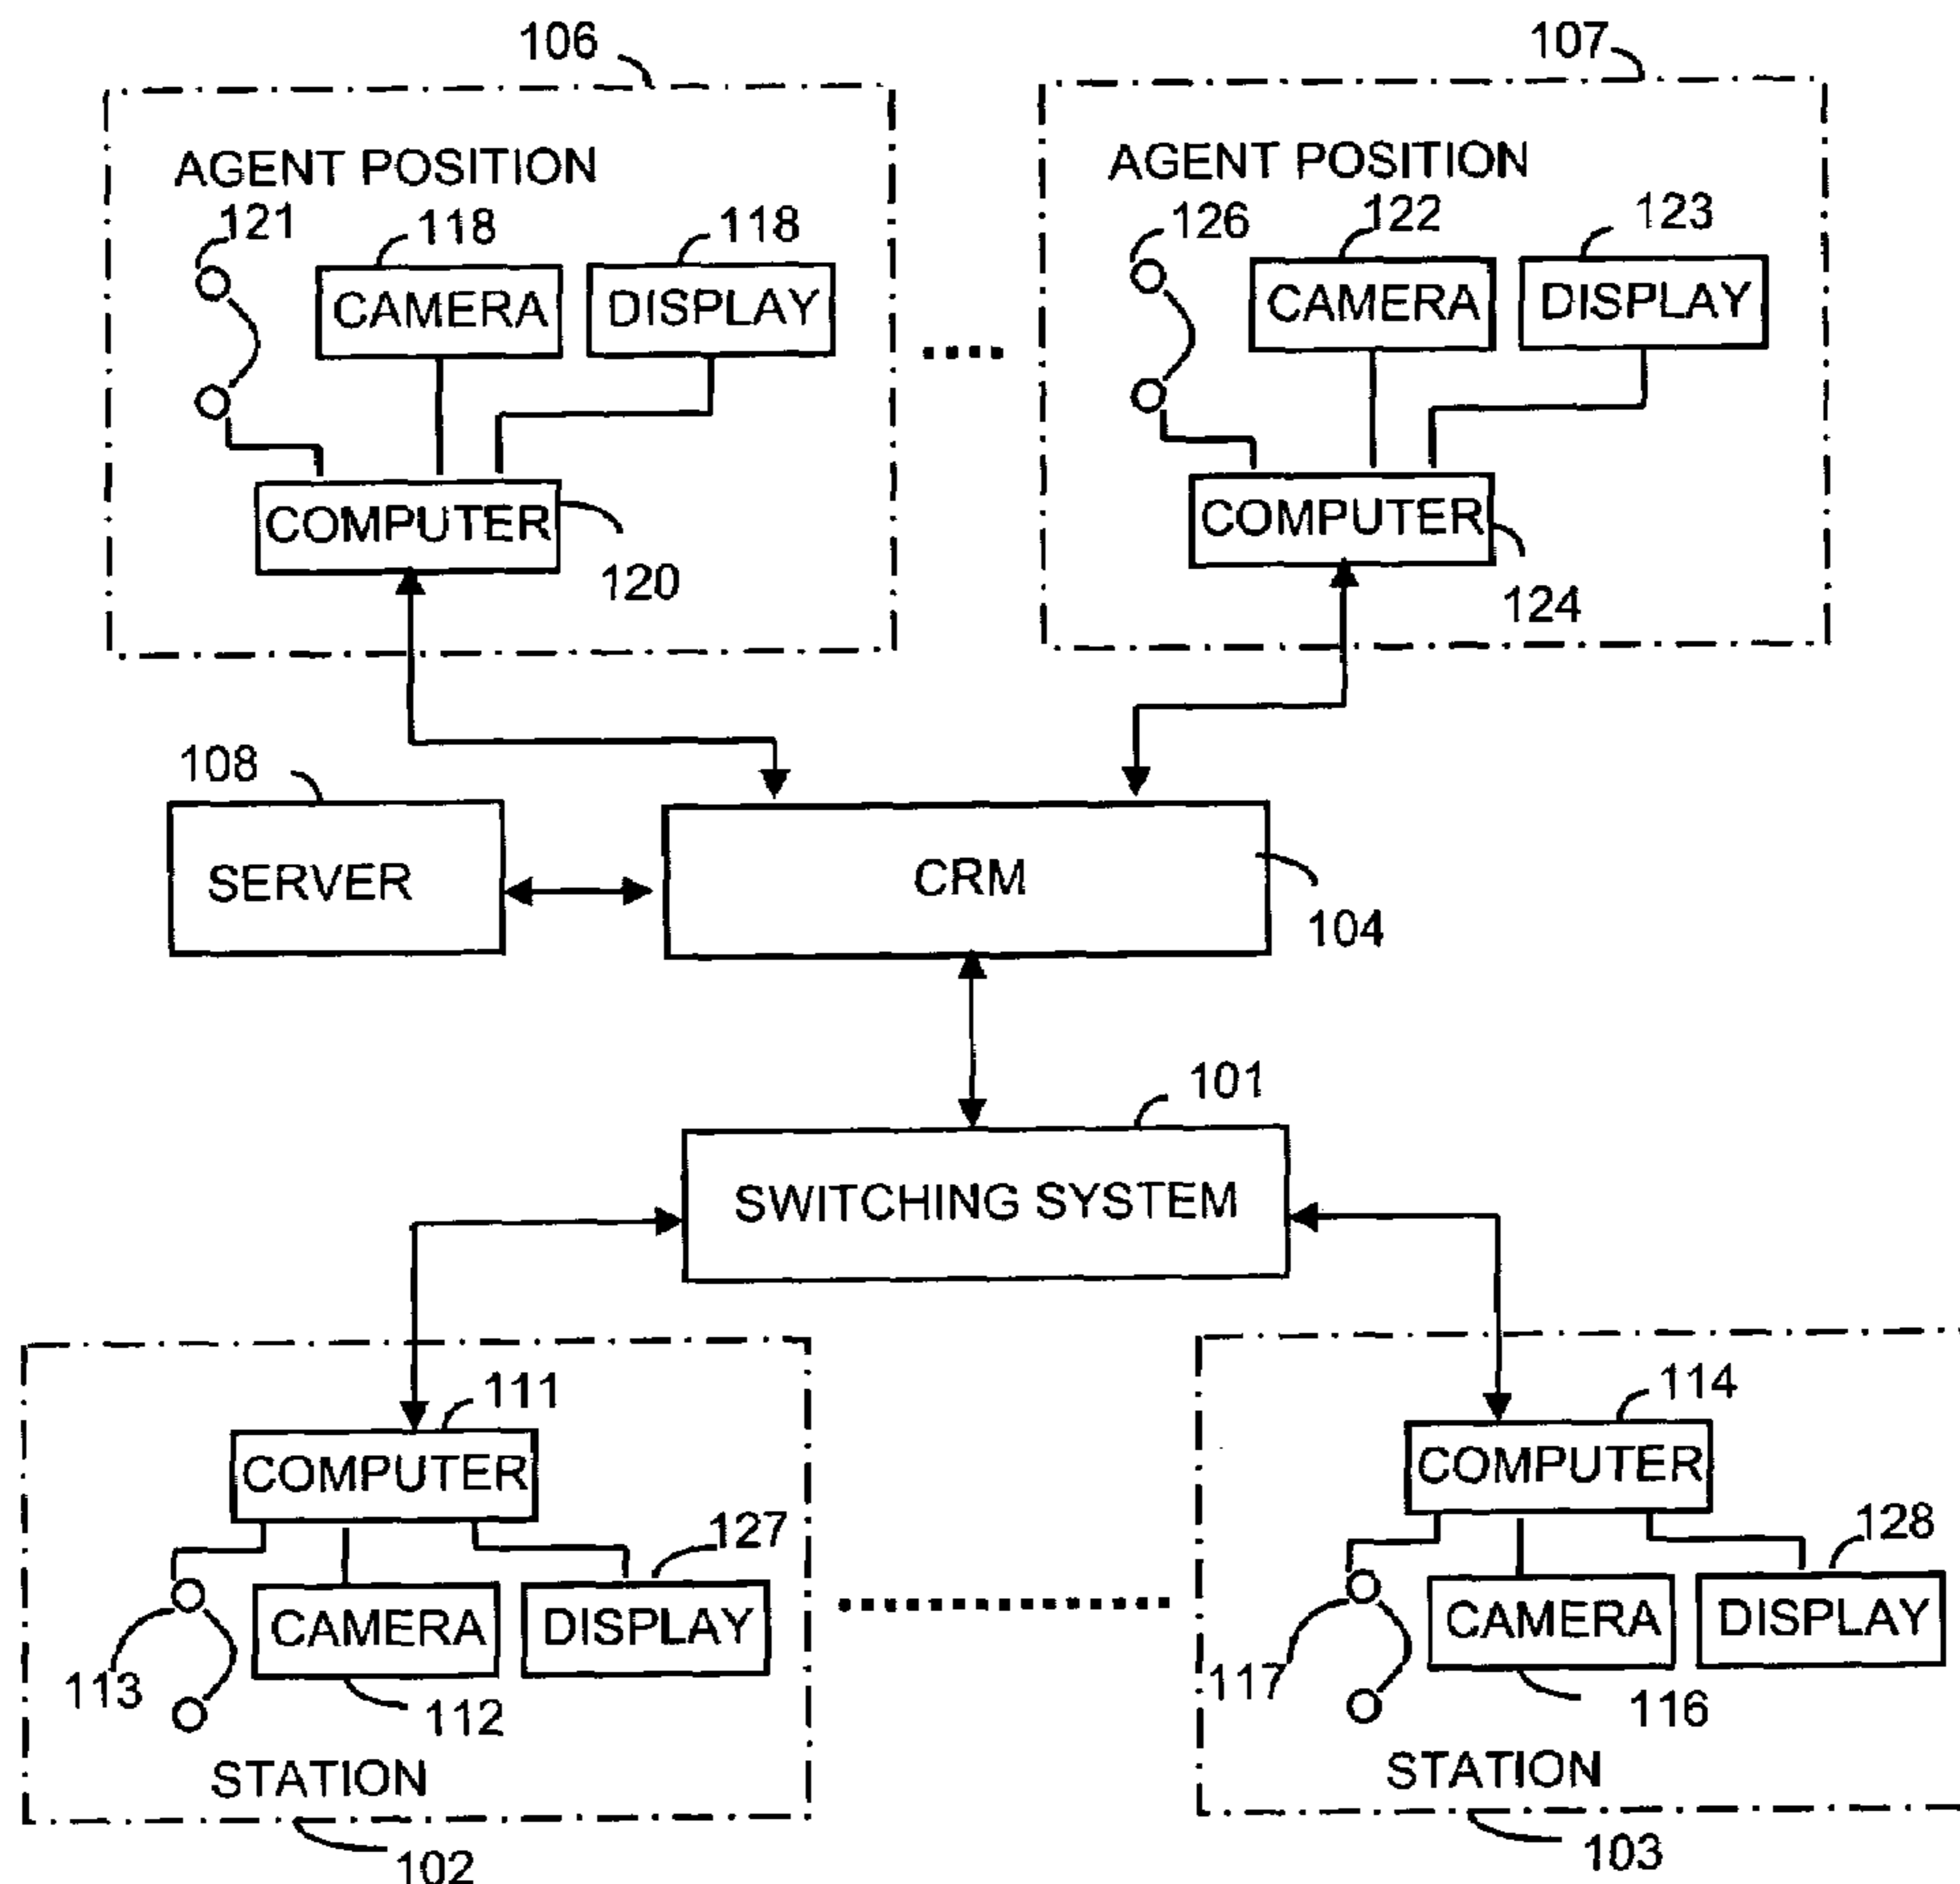 106
107
AGENT POSITION
AGENT POSITION
121
118
118
126
122
123
CAMERA
DISPLAY
CAMERA
DISPLAY
COMPUTER
COMPUTER
120
124
108
SERVER
CRM
104
101
SWITCHING SYSTEM
111
114
COMPUTER
COMPUTER
127
128
CAMERA
DISPLAY
CAMERA
DISPLAY
113
112
117
116
STATION
STATION
102
103